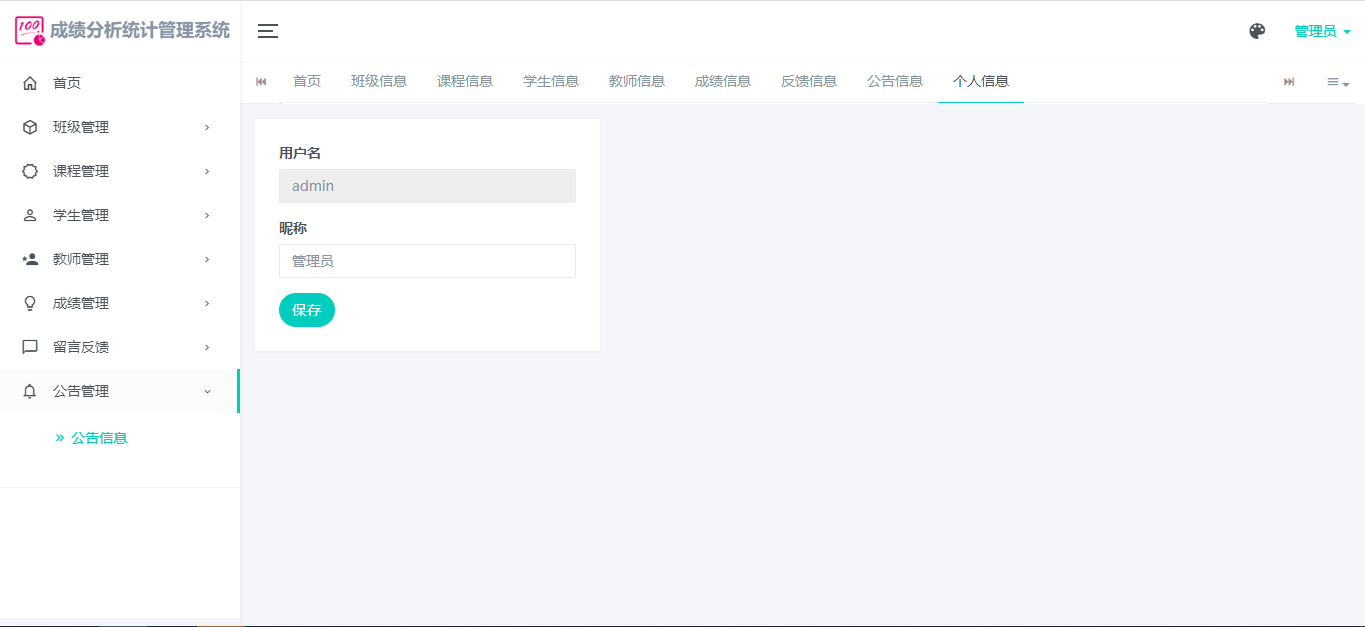 100 成绩分析统计管理系统
管理员
首页 班级信息 课程信息 学生信息 教师信息 成绩信息 反馈信息 公告信息 个人信息
首页
班级管理
课程管理
学生管理
教师管理
成绩管理
留言反馈
公告管理
» 公告信息
用户名
admin
昵称
管理员
保存